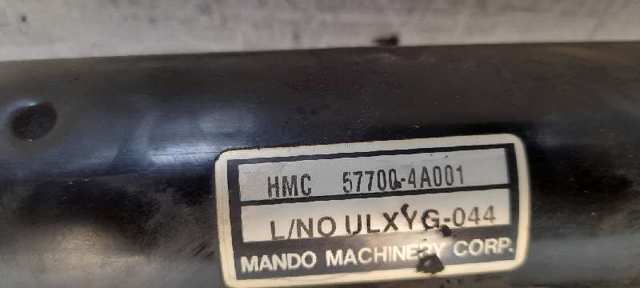 HMC 57700-4A001
L/NO ULXYG-044
MANDO MACHINERY CORP.